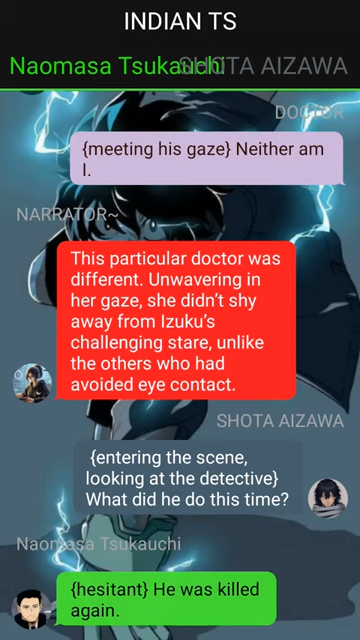 INDIAN TS
Naomasa Tsukauchi SHOTA AIZAWA
DOCTOR
{meeting his gaze} Neither am
I.
NARRATOR~
This particular doctor was
different. Unwavering in
her gaze, she didn’t shy
away from Izuku’s
challenging stare, unlike
the others who had
avoided eye contact.
SHOTA AIZAWA
{entering the scene,
looking at the detective}
What did he do this time?
Naomasa Tsukauchi
{hesitant} He was killed
again.